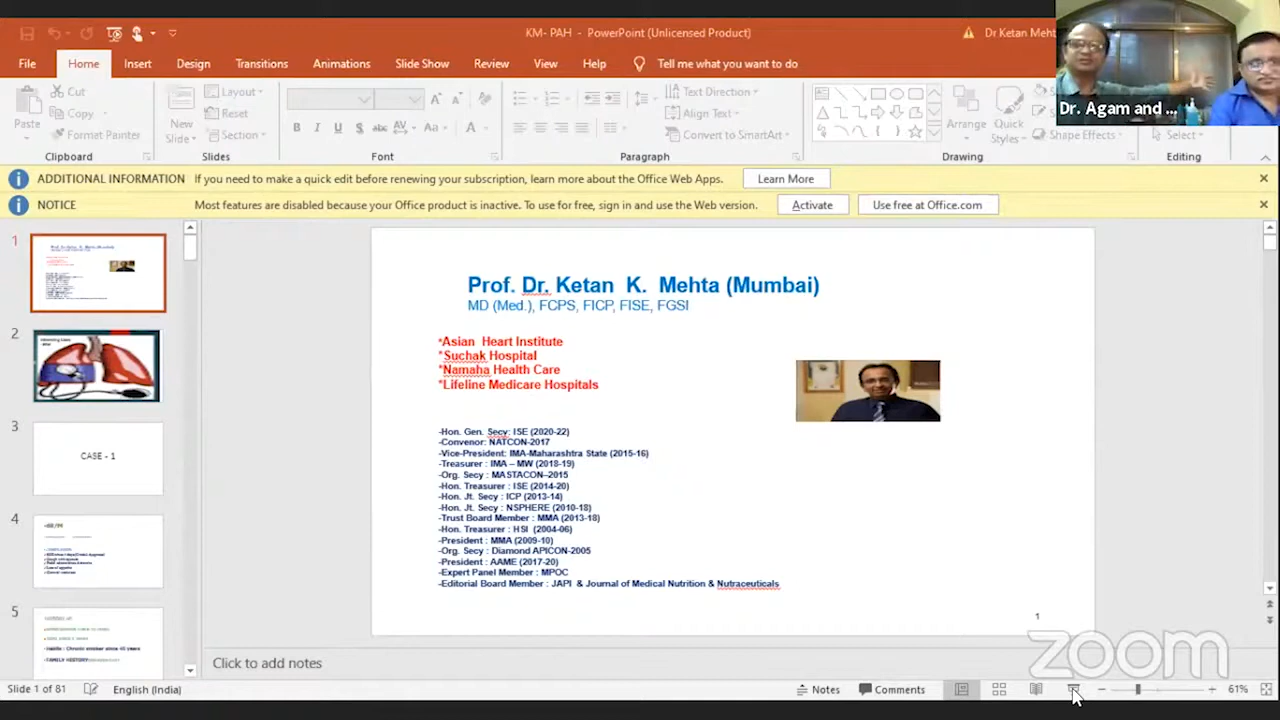 KM- PAH - PowerPoint (Unlicensed Product)
Dr Ketan Meht
File Home Insert Design Transitions Animations Slide Show Review View Help Tell me what you want to do
Dr. Agam and ...
Paste
Cut
Copy
Format Painter
Clipboard
New
Slide
Layout
Reset
Section
Slides
B I U S abc AV Aa A
Font
Text Direction
Align Text
Convert to SmartArt
Paragraph
Arrange
Quick
Styles
Shape Effects
Drawing
Select
Editing
ADDITIONAL INFORMATION If you need to make a quick edit before renewing your subscription, learn more about the Office Web Apps. Learn More
NOTICE Most features are disabled because your Office product is inactive. To use for free, sign in and use the Web version. Activate Use free at Office.com
1
2
3
CASE - 1
4
5
Prof. Dr. Ketan K. Mehta (Mumbai)
MD (Med.), FCPS, FICP, FISE, FGSI
*Asian Heart Institute
*Suchak Hospital
*Namaha Health Care
*Lifeline Medicare Hospitals
-Hon. Gen. Secy: ISE (2020-22)
-Convenor: NATCON-2017
-Vice-President: IMA-Maharashtra State (2015-16)
-Treasurer : IMA – MW (2018-19)
-Org. Secy : MASTACON–2015
-Hon. Treasurer : ISE (2014-20)
-Hon. Jt. Secy : ICP (2013-14)
-Hon. Jt. Secy : NSPHERE (2010-18)
-Trust Board Member : MMA (2013-18)
-Hon. Treasurer : HSI (2004-06)
-President : MMA (2009-10)
-Org. Secy : Diamond APICON-2005
-President : AAME (2017-20)
-Expert Panel Member : MPOC
-Editorial Board Member : JAPI & Journal of Medical Nutrition & Nutraceuticals
1
Click to add notes
zoom
Slide 1 of 81 English (India) Notes Comments 61%